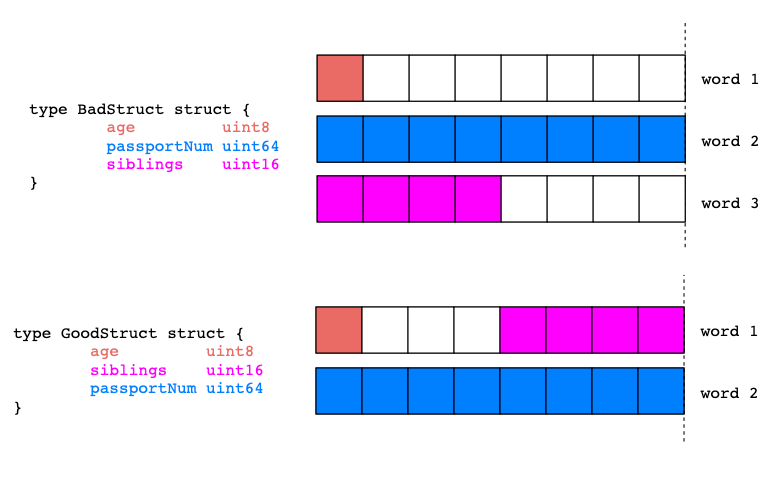 type BadStruct struct {
age uint8
passportNum uint64
siblings uint16
}
word 1
word 2
word 3
type GoodStruct struct {
age uint8
siblings uint16
passportNum uint64
}
word 1
word 2